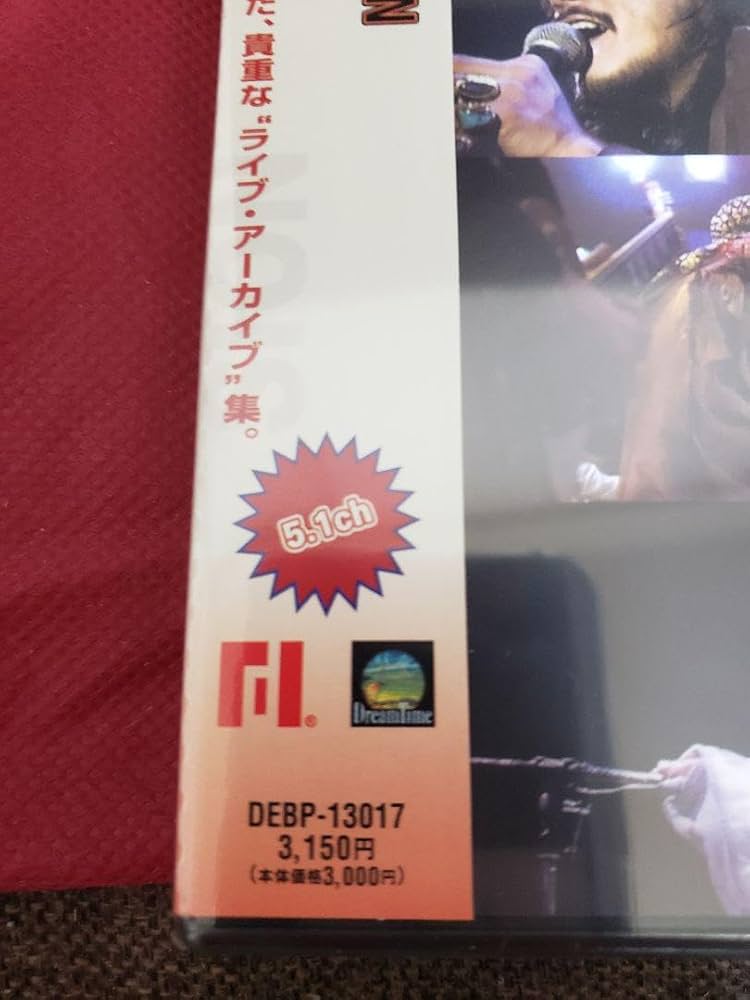 た、貴重な“ライブ・アーカイブ”集。
5.1ch
DreamTime
DEBP-13017
3,150円
(本体価格3,000円)